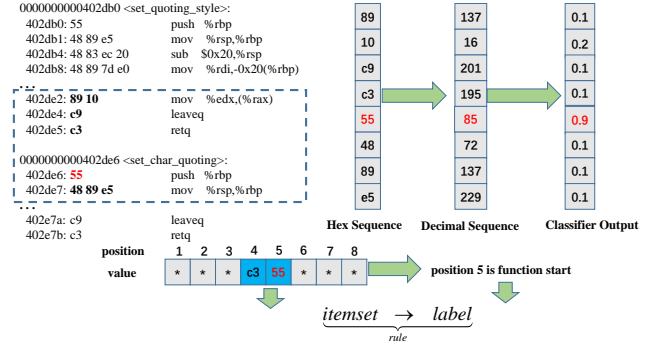 0000000000402db0 <set_quoting_style>:
402db0: 55 push %rbp
402db1: 48 89 e5 mov %rsp,%rbp
402db4: 48 83 ec 20 sub $0x20,%rsp
402db8: 48 89 7d e0 mov %rdi,-0x20(%rbp)
...
402de2: 89 10 mov %edx,(%rax)
402de4: c9 leaveq
402de5: c3 retq
0000000000402de6 <set_char_quoting>:
402de6: 55 push %rbp
402de7: 48 89 e5 mov %rsp,%rbp
...
402e7a: c9 leaveq
402e7b: c3 retq
89 137 0.1
10 16 0.2
c9 201 0.1
c3 195 0.1
55 85 0.9
48 72 0.1
89 137 0.1
e5 229 0.1
Hex Sequence Decimal Sequence Classifier Output
position 1 2 3 4 5 6 7 8
value * * * c3 55 * * *
position 5 is function start
itemset → label
rule